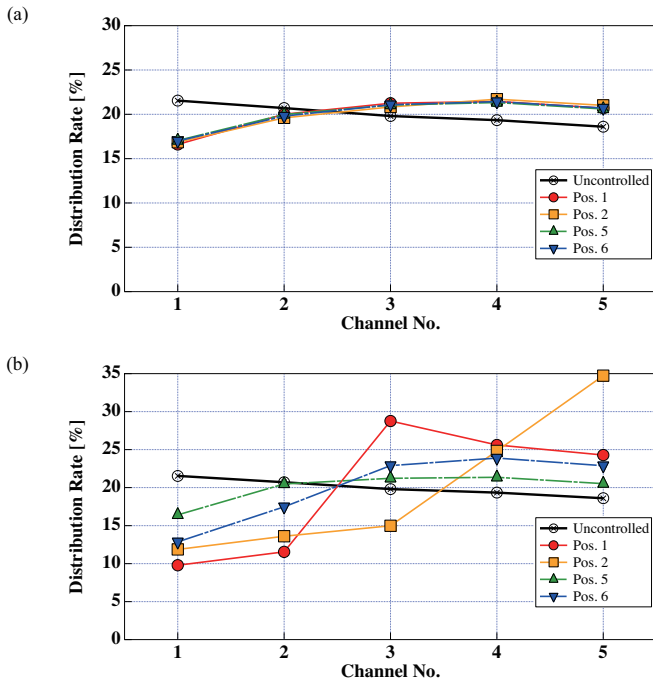 (a)
30
25
20
15
10
5
0
Distribution Rate [%]
Uncontrolled
Pos. 1
Pos. 2
Pos. 5
Pos. 6
1 2 3 4 5
Channel No.
(b)
35
30
25
20
15
10
5
0
Distribution Rate [%]
Uncontrolled
Pos. 1
Pos. 2
Pos. 5
Pos. 6
1 2 3 4 5
Channel No.